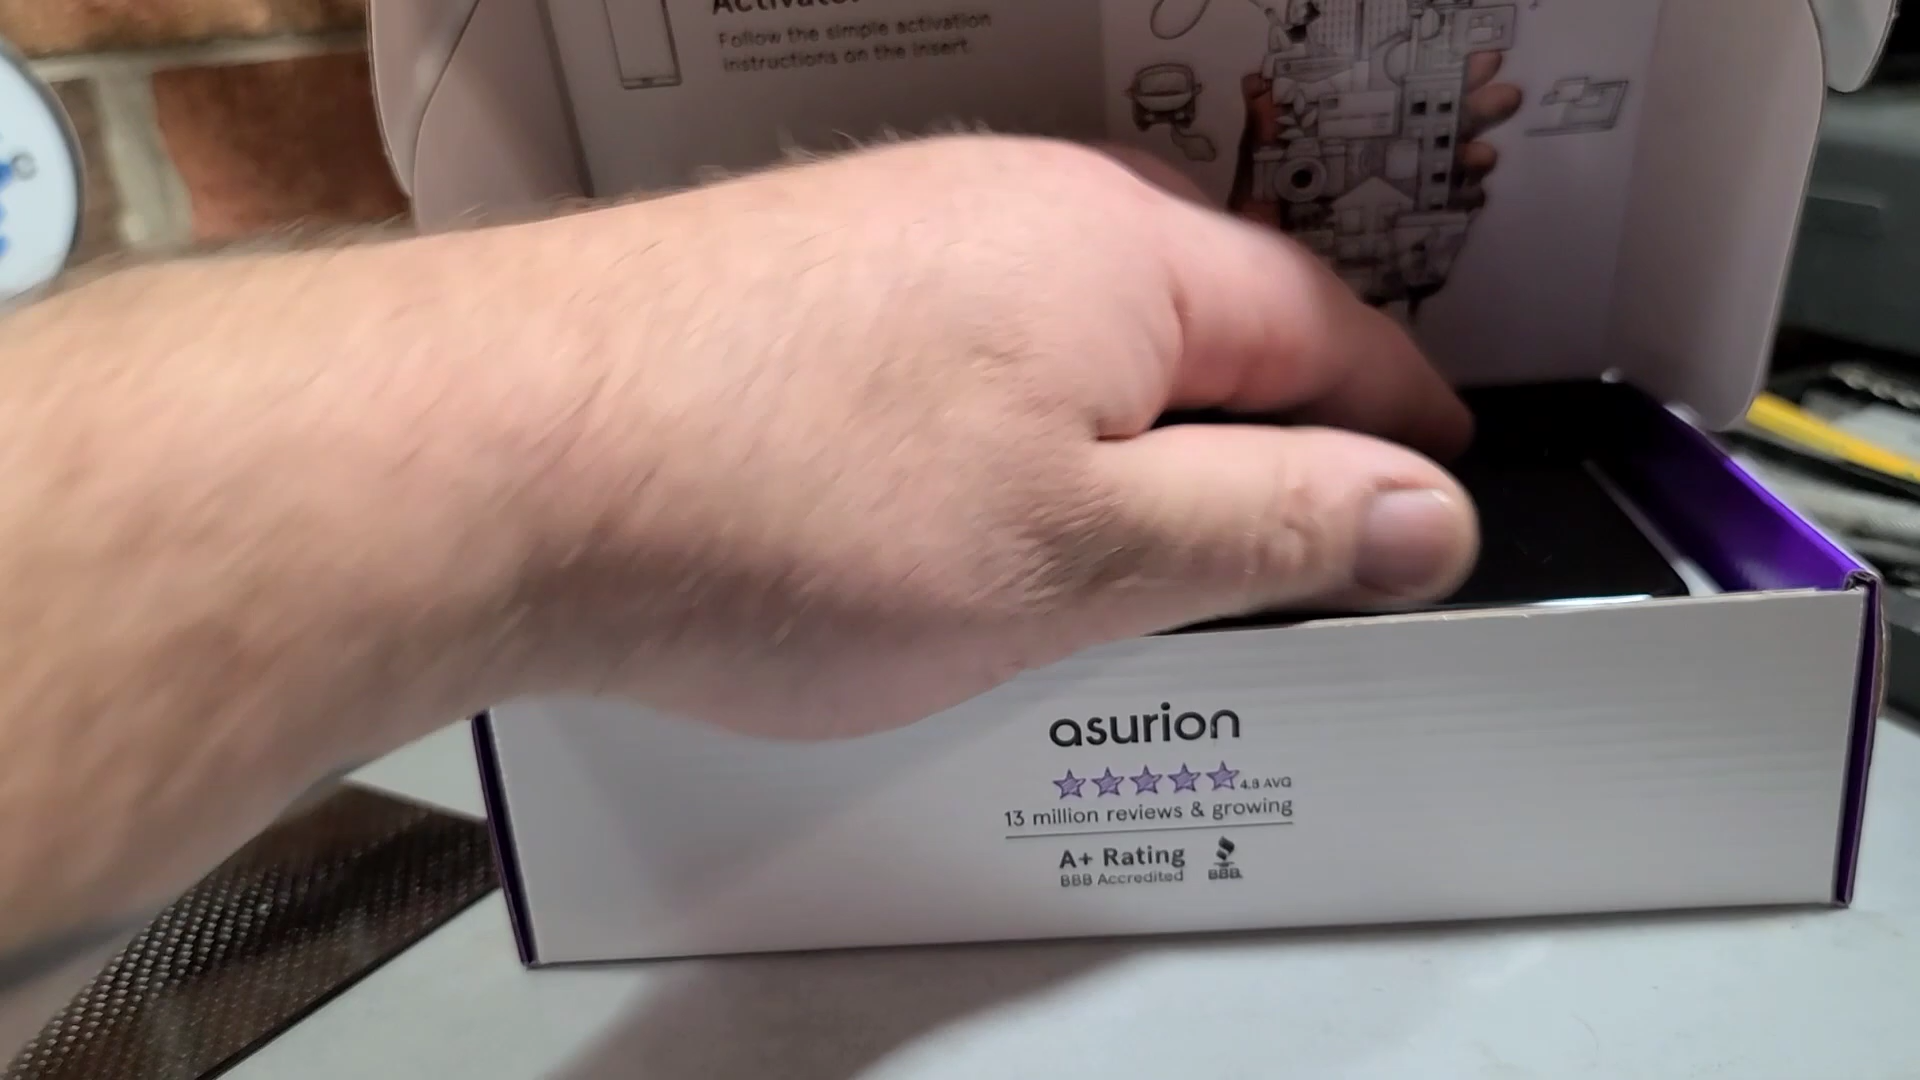 Activate.
Follow the simple activation
instructions on the insert.
asurion
4.8 AVG
13 million reviews & growing
A+ Rating
BBB Accredited
BBB.